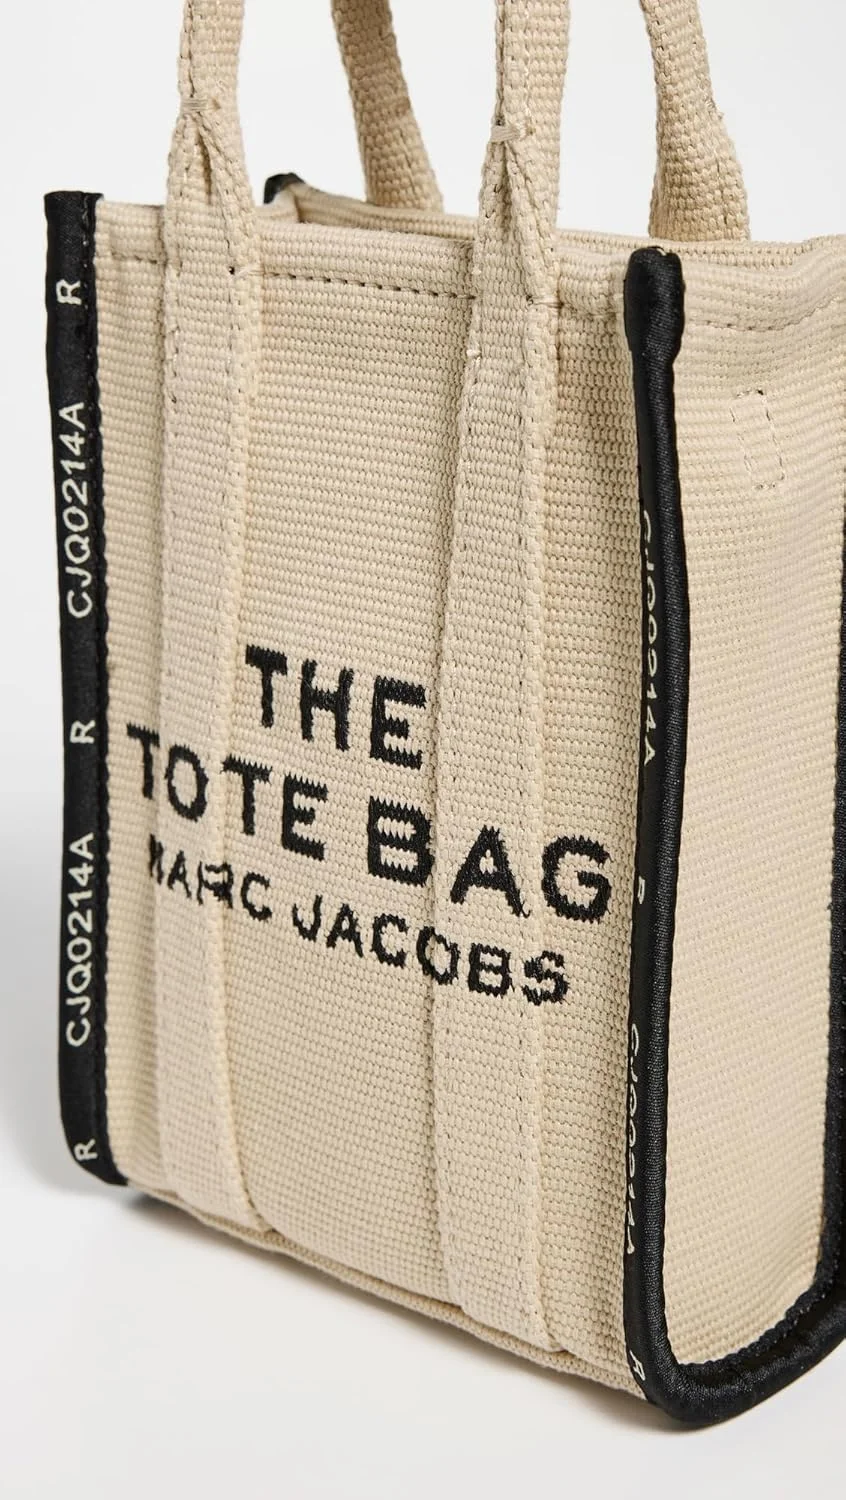 THE
TOTE BAG
MARC JACOBS
R CJQ0214A R CJQ0214A R
CJQ0214A R CJQ0214A R